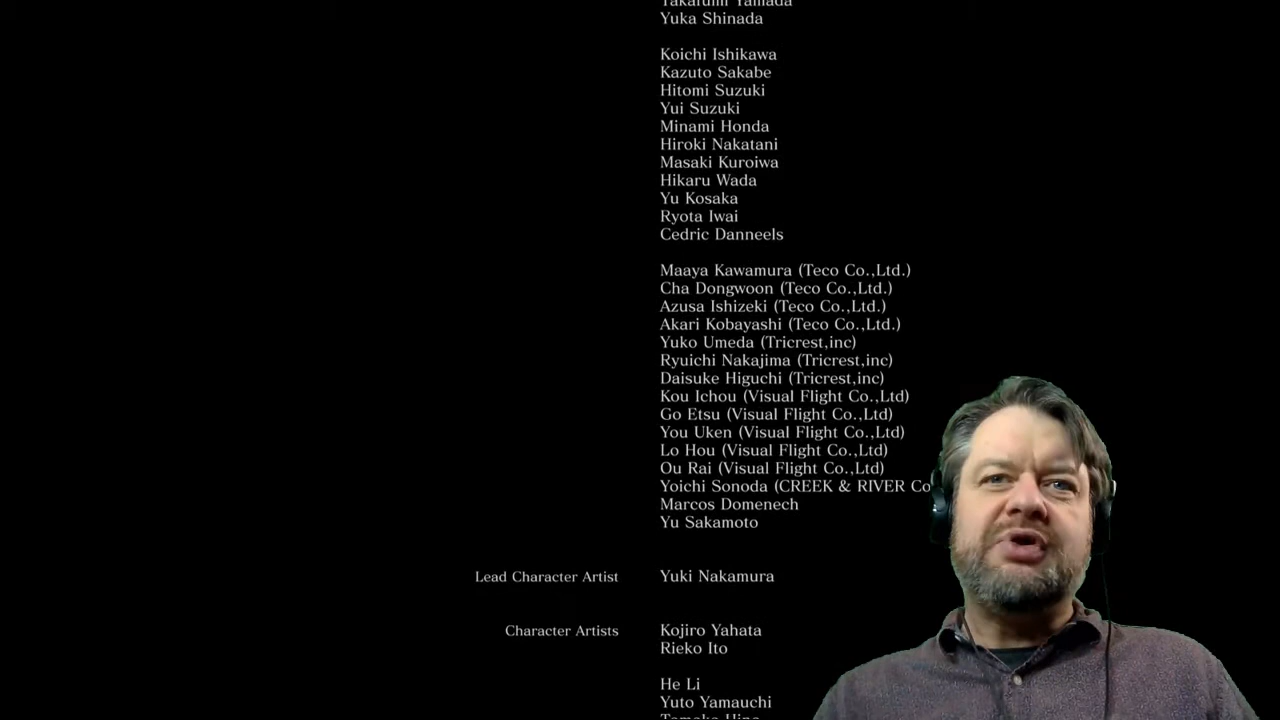 Takafumi Yamada
Yuka Shinada
Koichi Ishikawa
Kazuto Sakabe
Hitomi Suzuki
Yui Suzuki
Minami Honda
Hiroki Nakatani
Masaki Kuroiwa
Hikaru Wada
Yu Kosaka
Ryota Iwai
Cedric Danneels
Maaya Kawamura (Teco Co.,Ltd.)
Cha Dongwoon (Teco Co.,Ltd.)
Azusa Ishizeki (Teco Co.,Ltd.)
Akari Kobayashi (Teco Co.,Ltd.)
Yuko Umeda (Tricrest,inc)
Ryuichi Nakajima (Tricrest,inc)
Daisuke Higuchi (Tricrest,inc)
Kou Ichou (Visual Flight Co.,Ltd)
Go Etsu (Visual Flight Co.,Ltd)
You Uken (Visual Flight Co.,Ltd)
Lo Hou (Visual Flight Co.,Ltd)
Ou Rai (Visual Flight Co.,Ltd)
Yoichi Sonoda (CREEK & RIVER Co
Marcos Domenech
Yu Sakamoto
Lead Character Artist Yuki Nakamura
Character Artists Kojiro Yahata
Rieko Ito
He Li
Yuto Yamauchi